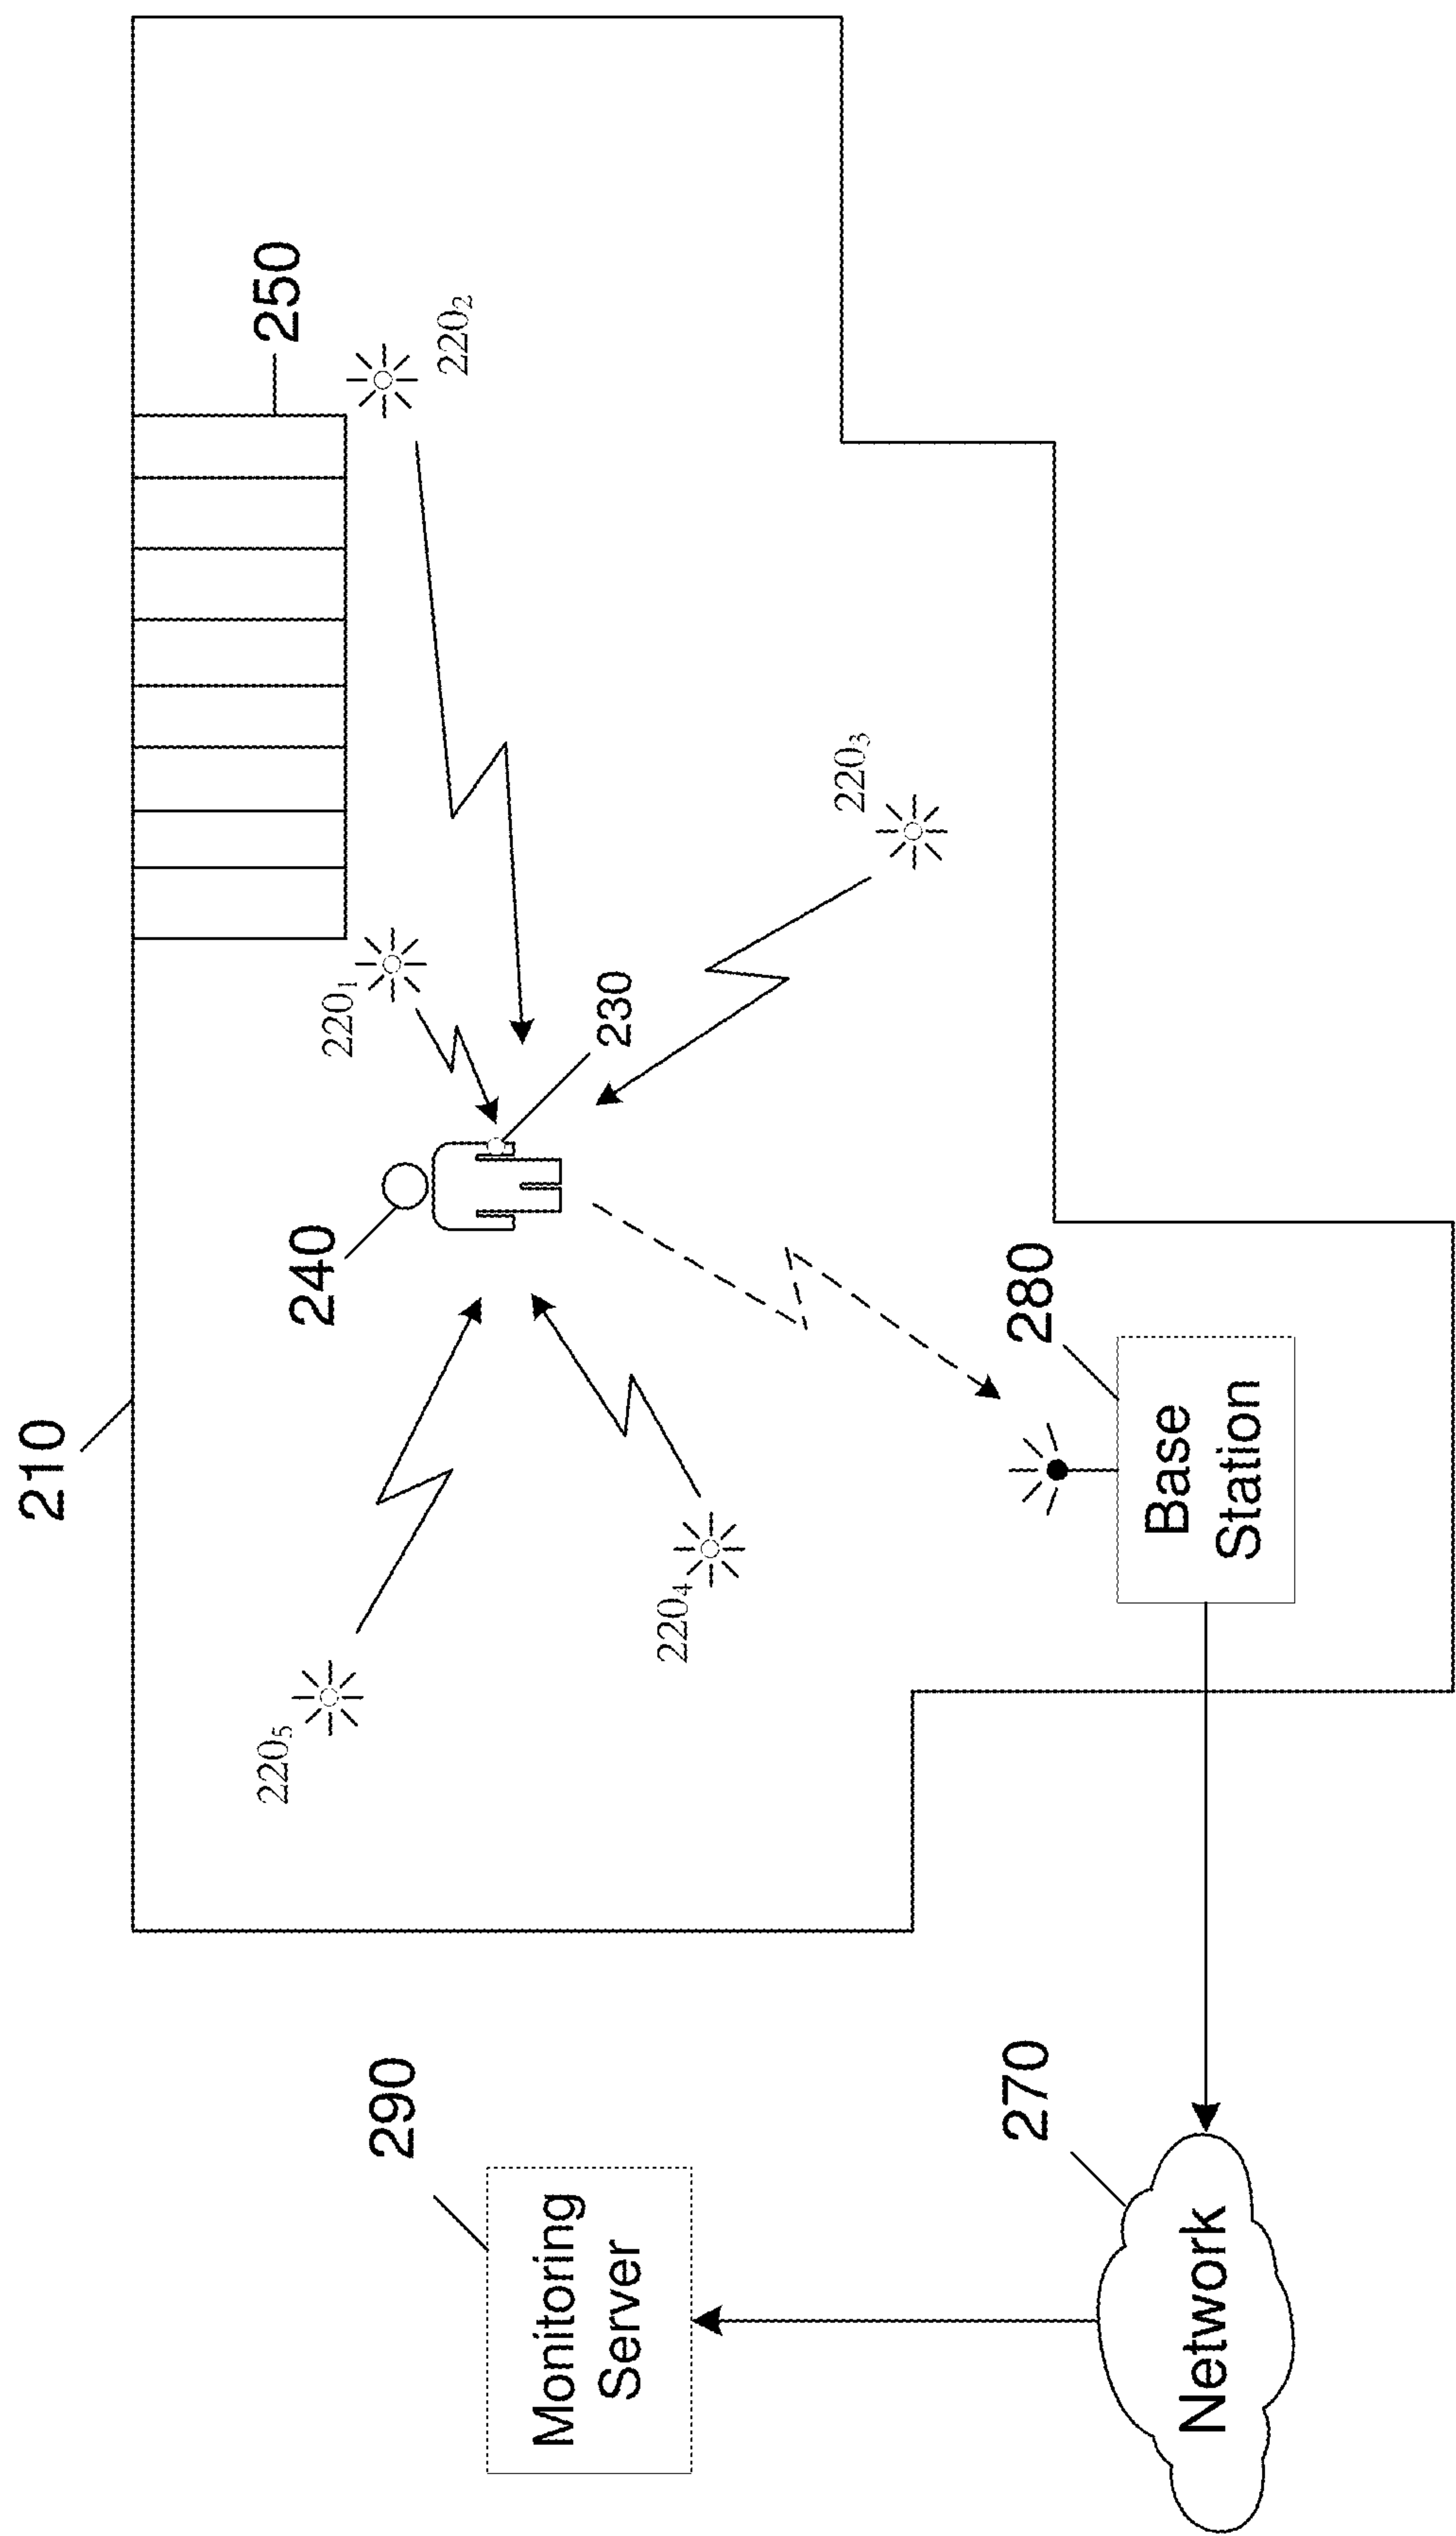 210
250
220₂
220₁
240
230
220₃
220₅
220₄
280
Base
Station
290
Monitoring
Server
270
Network